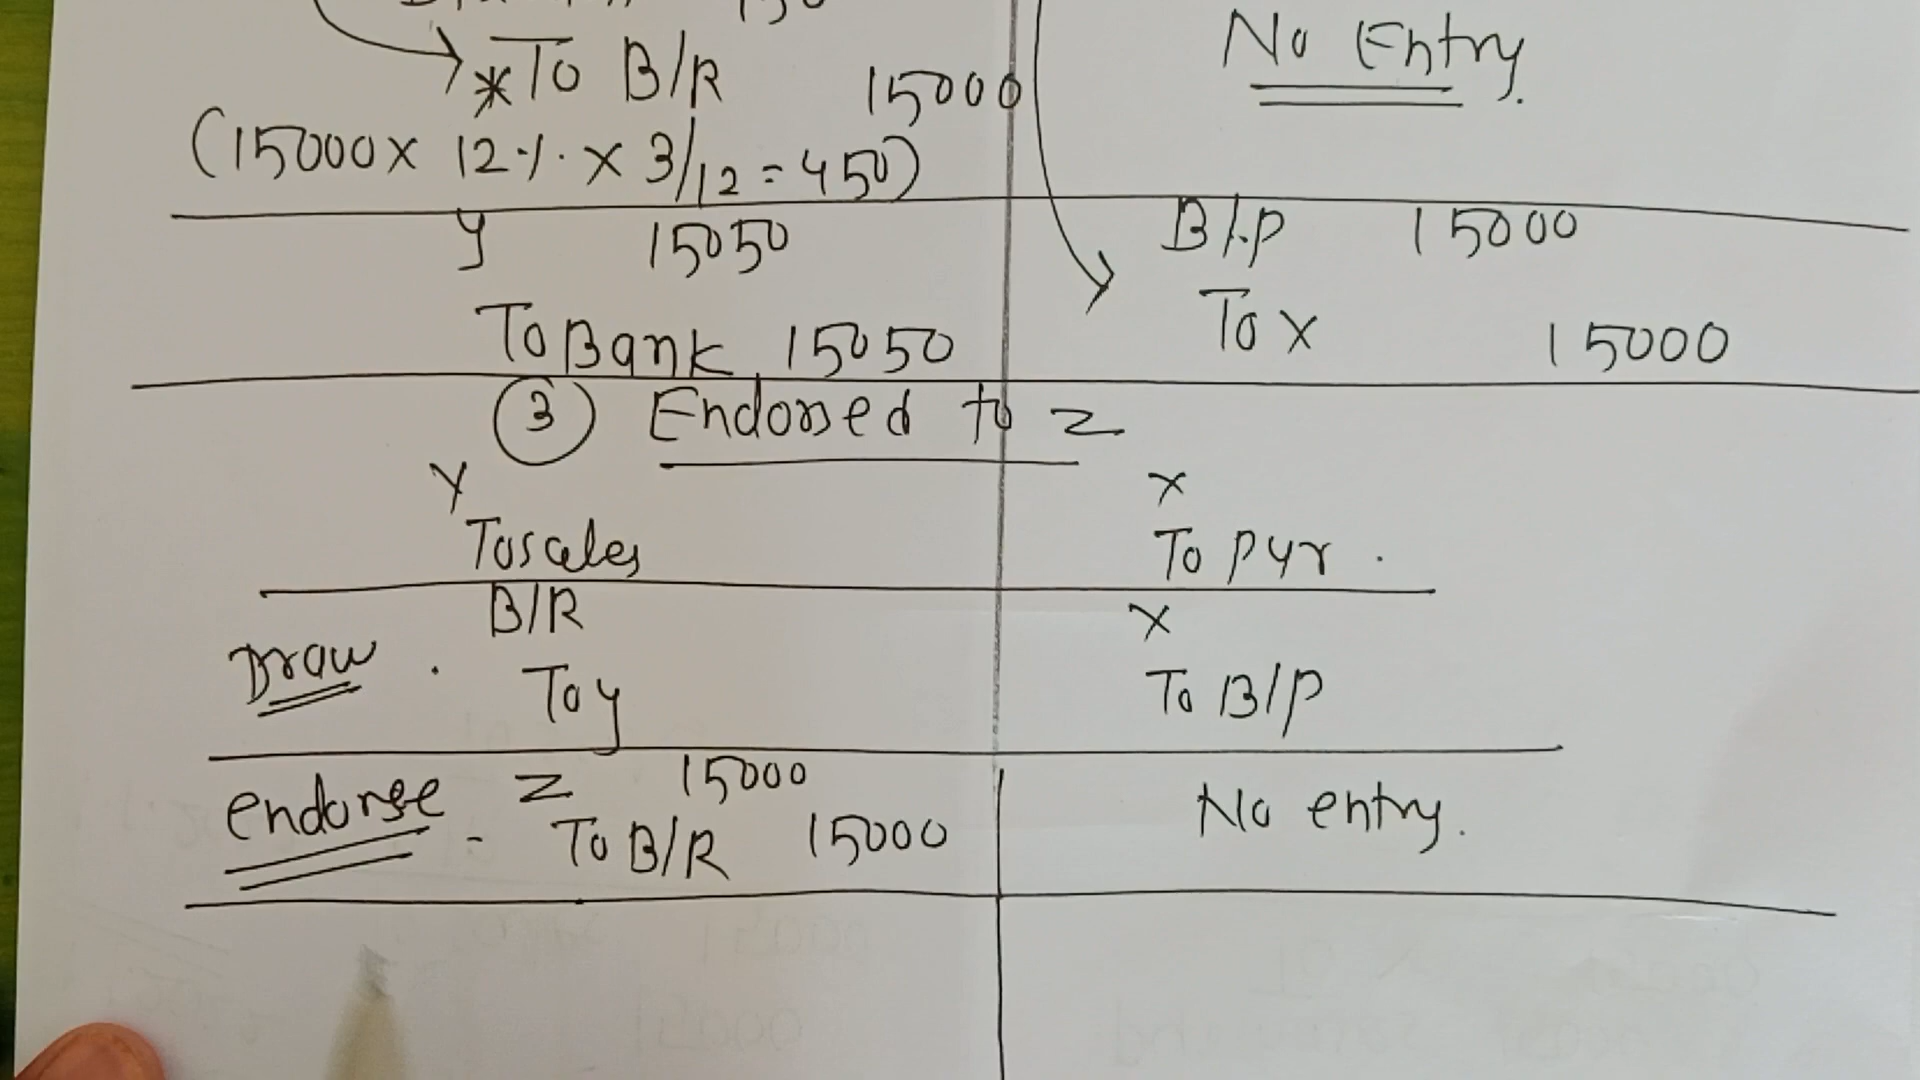 *To B/R 15000
No Entry.
(15000 x 12% x 3/12 = 450)
y 15050
B/P 15000
To Bank 15050
To x 15000
3 Endorsed to z
y
x
To sales
To pur.
B/R
x
Draw
To y
To B/P
endorse z 15000
No entry.
To B/R 15000